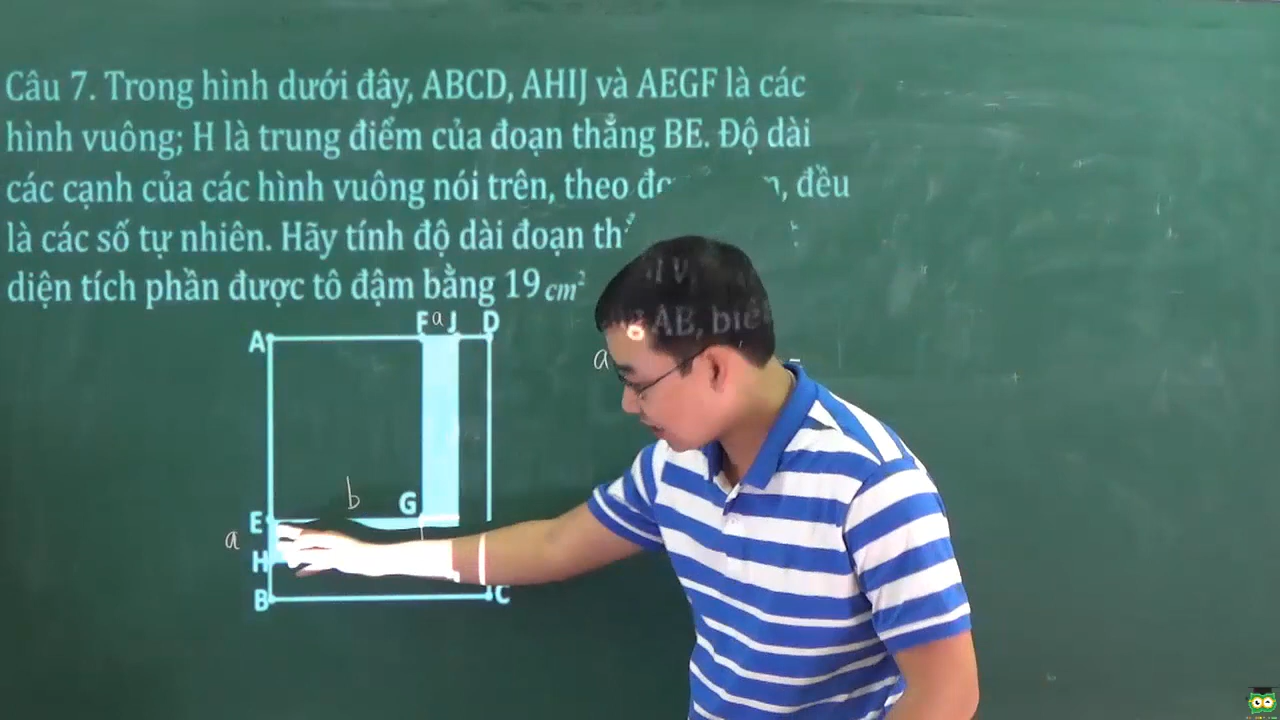 Câu 7. Trong hình dưới đây, ABCD, AHIJ và AEGF là các
hình vuông; H là trung điểm của đoạn thẳng BE. Độ dài
các cạnh của các hình vuông nói trên, theo đều
là các số tự nhiên. Hãy tính độ dài đoạn
diện tích phần được tô đậm bằng 19 cm²
AB,
F a J D
A
a
b
G
E
a
H
B
C